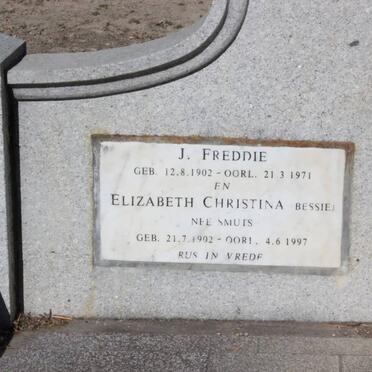 J. FREDDIE
GEB. 12.8.1902 - OORL. 21.3.1971
EN
ELIZABETH CHRISTINA (BESSIE)
NEE SMUTS
GEB. 21.7.1902 - OORL. 4.6.1997
RUS IN VREDE